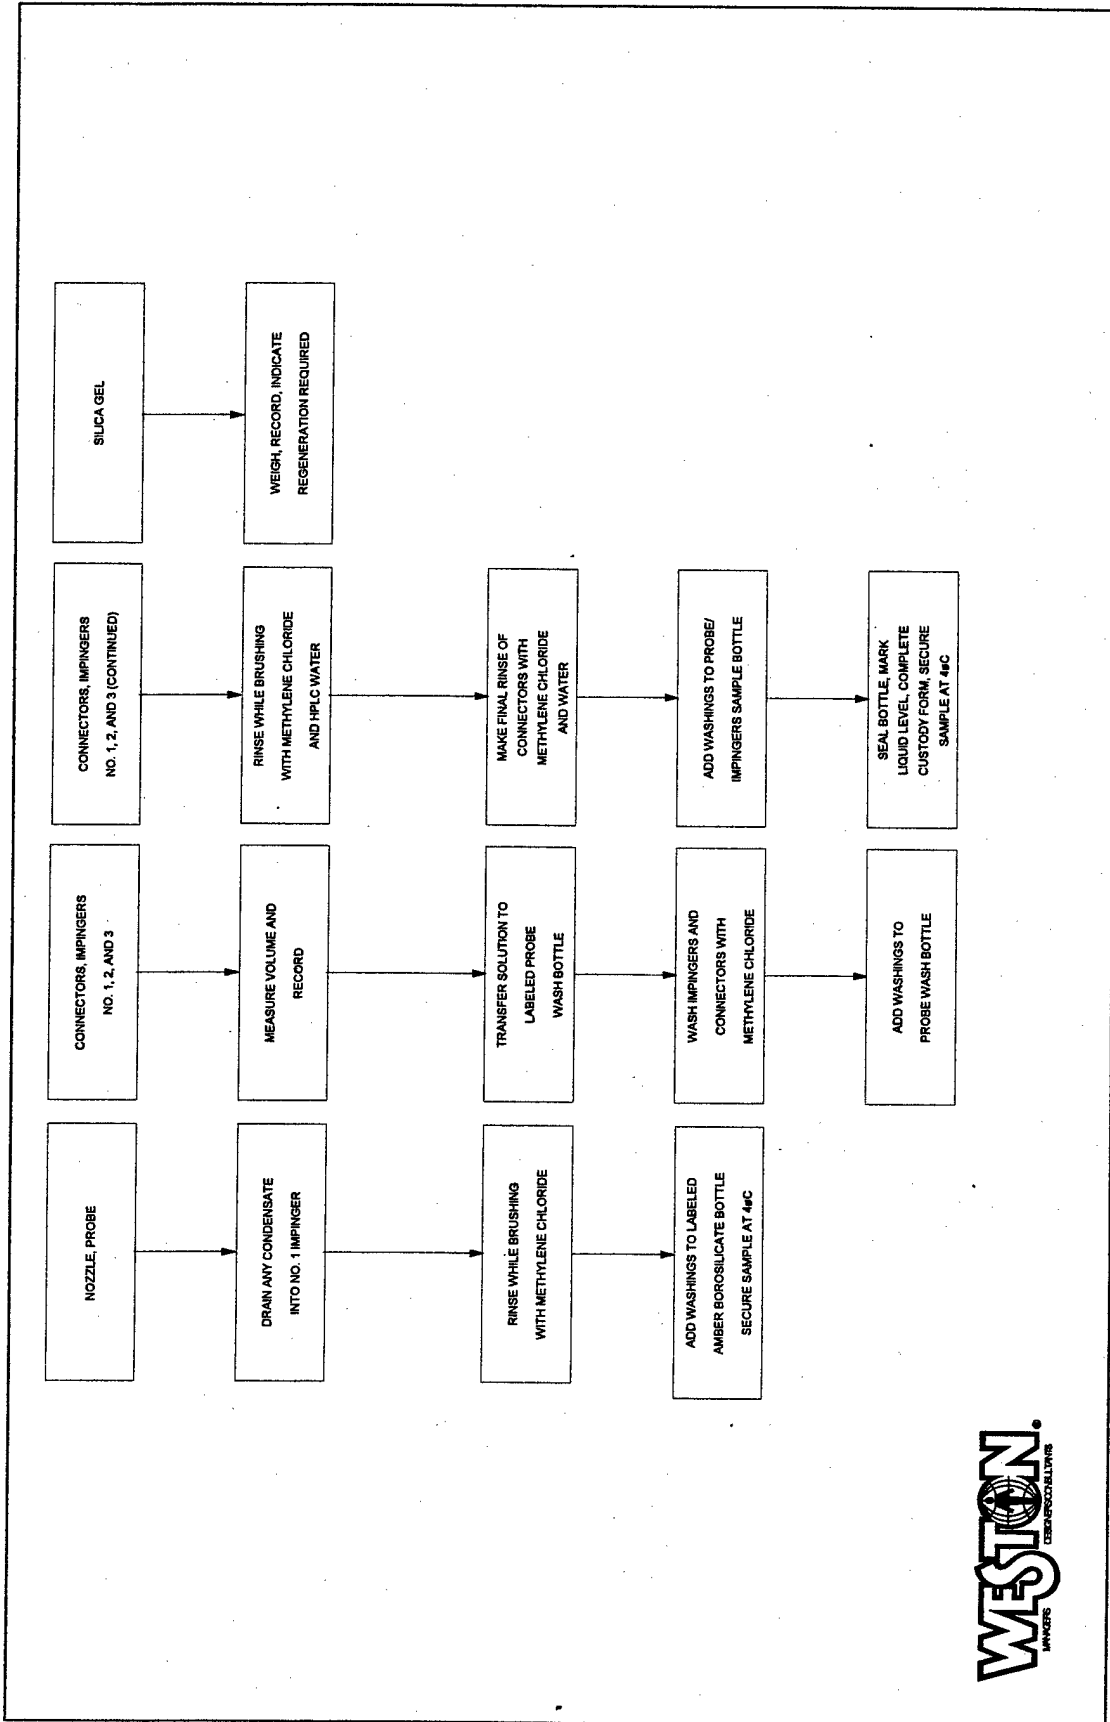 NOZZLE, PROBE
DRAIN ANY CONDENSATE
INTO NO. 1 IMPINGER
RINSE WHILE BRUSHING
WITH METHYLENE CHLORIDE
ADD WASHINGS TO LABELED
AMBER BOROSILICATE BOTTLE
SECURE SAMPLE AT 4øC
CONNECTORS, IMPINGERS
NO. 1, 2, AND 3
MEASURE VOLUME AND
RECORD
TRANSFER SOLUTION TO
LABELED PROBE
WASH BOTTLE
WASH IMPINGERS AND
CONNECTORS WITH
METHYLENE CHLORIDE
ADD WASHINGS TO
PROBE WASH BOTTLE
CONNECTORS, IMPINGERS
NO. 1, 2, AND 3 (CONTINUED)
RINSE WHILE BRUSHING
WITH METHYLENE CHLORIDE
AND HPLC WATER
MAKE FINAL RINSE OF
CONNECTORS WITH
METHYLENE CHLORIDE
AND WATER
ADD WASHINGS TO PROBE/
IMPINGERS SAMPLE BOTTLE
SEAL BOTTLE, MARK
LIQUID LEVEL, COMPLETE
CUSTODY FORM, SECURE
SAMPLE AT 4øC
SILICA GEL
WEIGH, RECORD, INDICATE
REGENERATION REQUIRED
WESTON®
MANAGERS DESIGNERS/CONSULTANTS